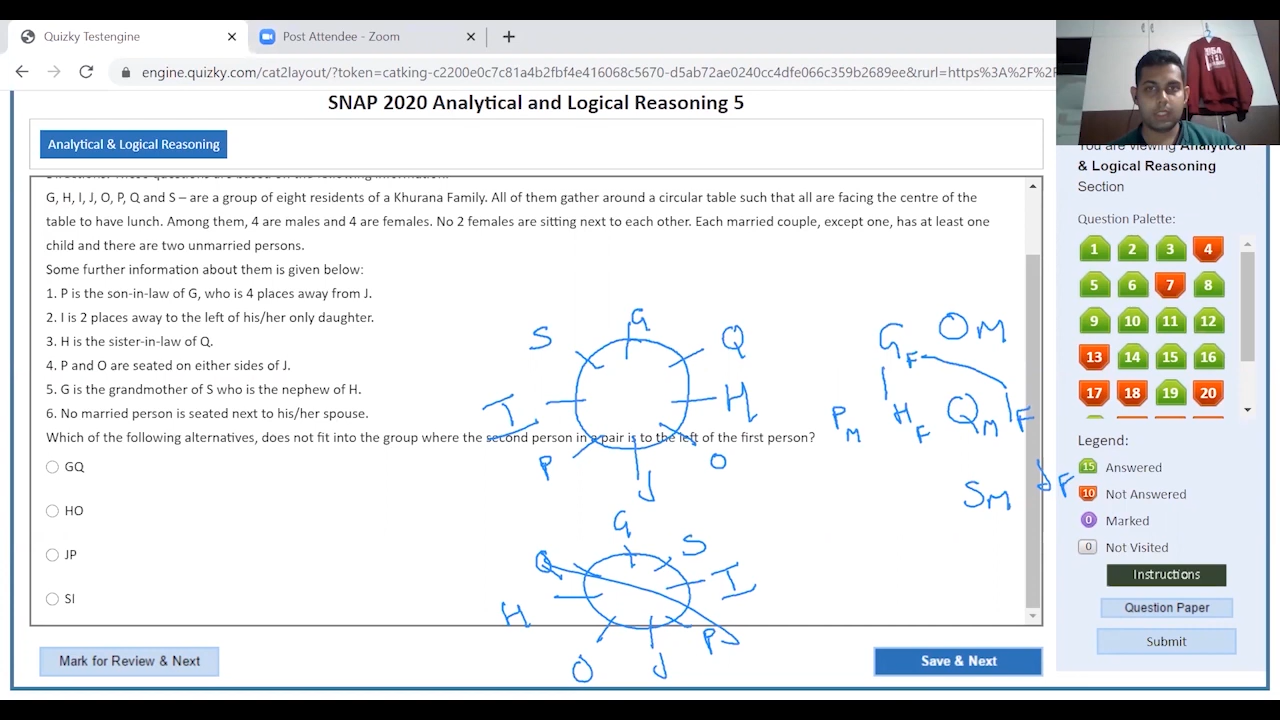 Quizky Testengine
Post Attendee - Zoom
engine.quizky.com/cat2layout/?token=catking-c2200e0c7c61a4b2fbf4e416068c5670-d5ab72ae0240cc4dfe066c359b2689ee&rurl=https%3A%2F%2F
SNAP 2020 Analytical and Logical Reasoning 5
Analytical & Logical Reasoning
G, H, I, J, O, P, Q and S – are a group of eight residents of a Khurana Family. All of them gather around a circular table such that all are facing the centre of the
table to have lunch. Among them, 4 are males and 4 are females. No 2 females are sitting next to each other. Each married couple, except one, has at least one
child and there are two unmarried persons.
Some further information about them is given below:
1. P is the son-in-law of G, who is 4 places away from J.
2. I is 2 places away to the left of his/her only daughter.
3. H is the sister-in-law of Q.
4. P and O are seated on either sides of J.
5. G is the grandmother of S who is the nephew of H.
6. No married person is seated next to his/her spouse.
Which of the following alternatives, does not fit into the group where the second person in a pair is to the left of the first person?
GQ
HO
JP
SI
G
S Q
I H
P O
J
G
Q S
I
H
P
O J
G F O M
P M H F Q M F
S M F
Mark for Review & Next
Save & Next
You are viewing Analytical
& Logical Reasoning
Section
Question Palette:
1 2 3 4
5 6 7 8
9 10 11 12
13 14 15 16
17 18 19 20
Legend:
15 Answered
10 Not Answered
0 Marked
0 Not Visited
Instructions
Question Paper
Submit